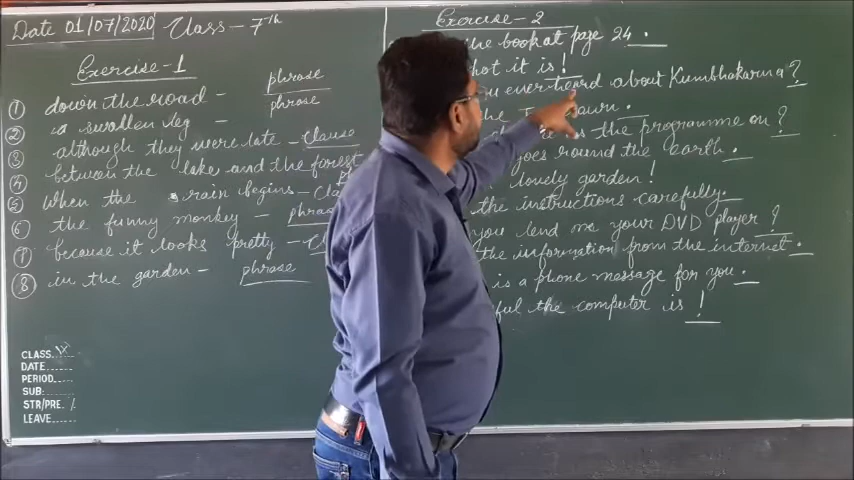 Date 01/07/2020 Class - 7th
Exercise - 1
① down the road - phrase
② a swollen leg - phrase
③ although they were late - Clause
④ between the lake and the forest
⑤ When the rain begins -
⑥ the funny monkey - phrase
⑦ because it looks pretty -
⑧ in the garden - phrase
CLASS IX
DATE
PERIOD
SUB:
STR/PRE. /
LEAVE
Exercise - 2
the book at page 24.
hot it is!
ever heard about Kumbhakarna?
the programme on?
goes round the earth.
lovely garden!
the instructions carefully.
you lend me your DVD player?
the information from the internet.
is a phone message for you.
the computer is!